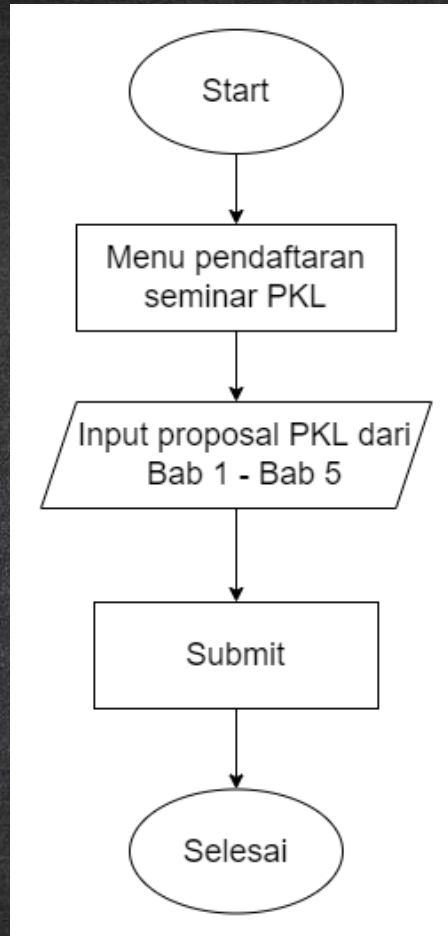 Start
Menu pendaftaran
seminar PKL
Input proposal PKL dari
Bab 1 - Bab 5
Submit
Selesai